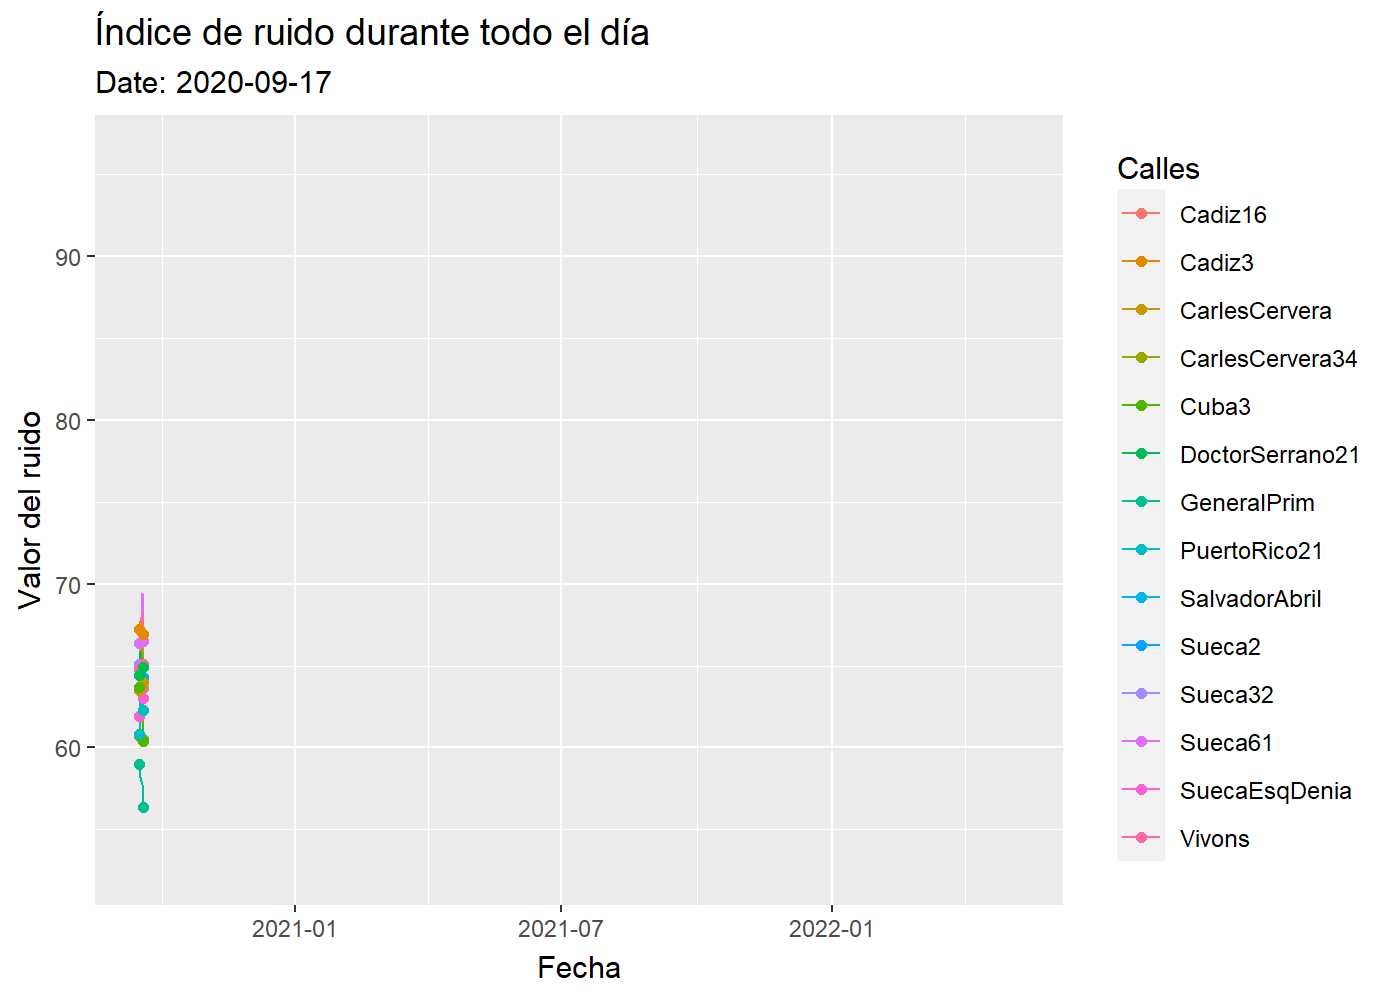 Índice de ruido durante todo el día
Date: 2020-09-17
Valor del ruido
90
80
70
60
2021-01
2021-07
2022-01
Fecha
Calles
Cadiz16
Cadiz3
CarlesCervera
CarlesCervera34
Cuba3
DoctorSerrano21
GeneralPrim
PuertoRico21
SalvadorAbril
Sueca2
Sueca32
Sueca61
SuecaEsqDenia
Vivons